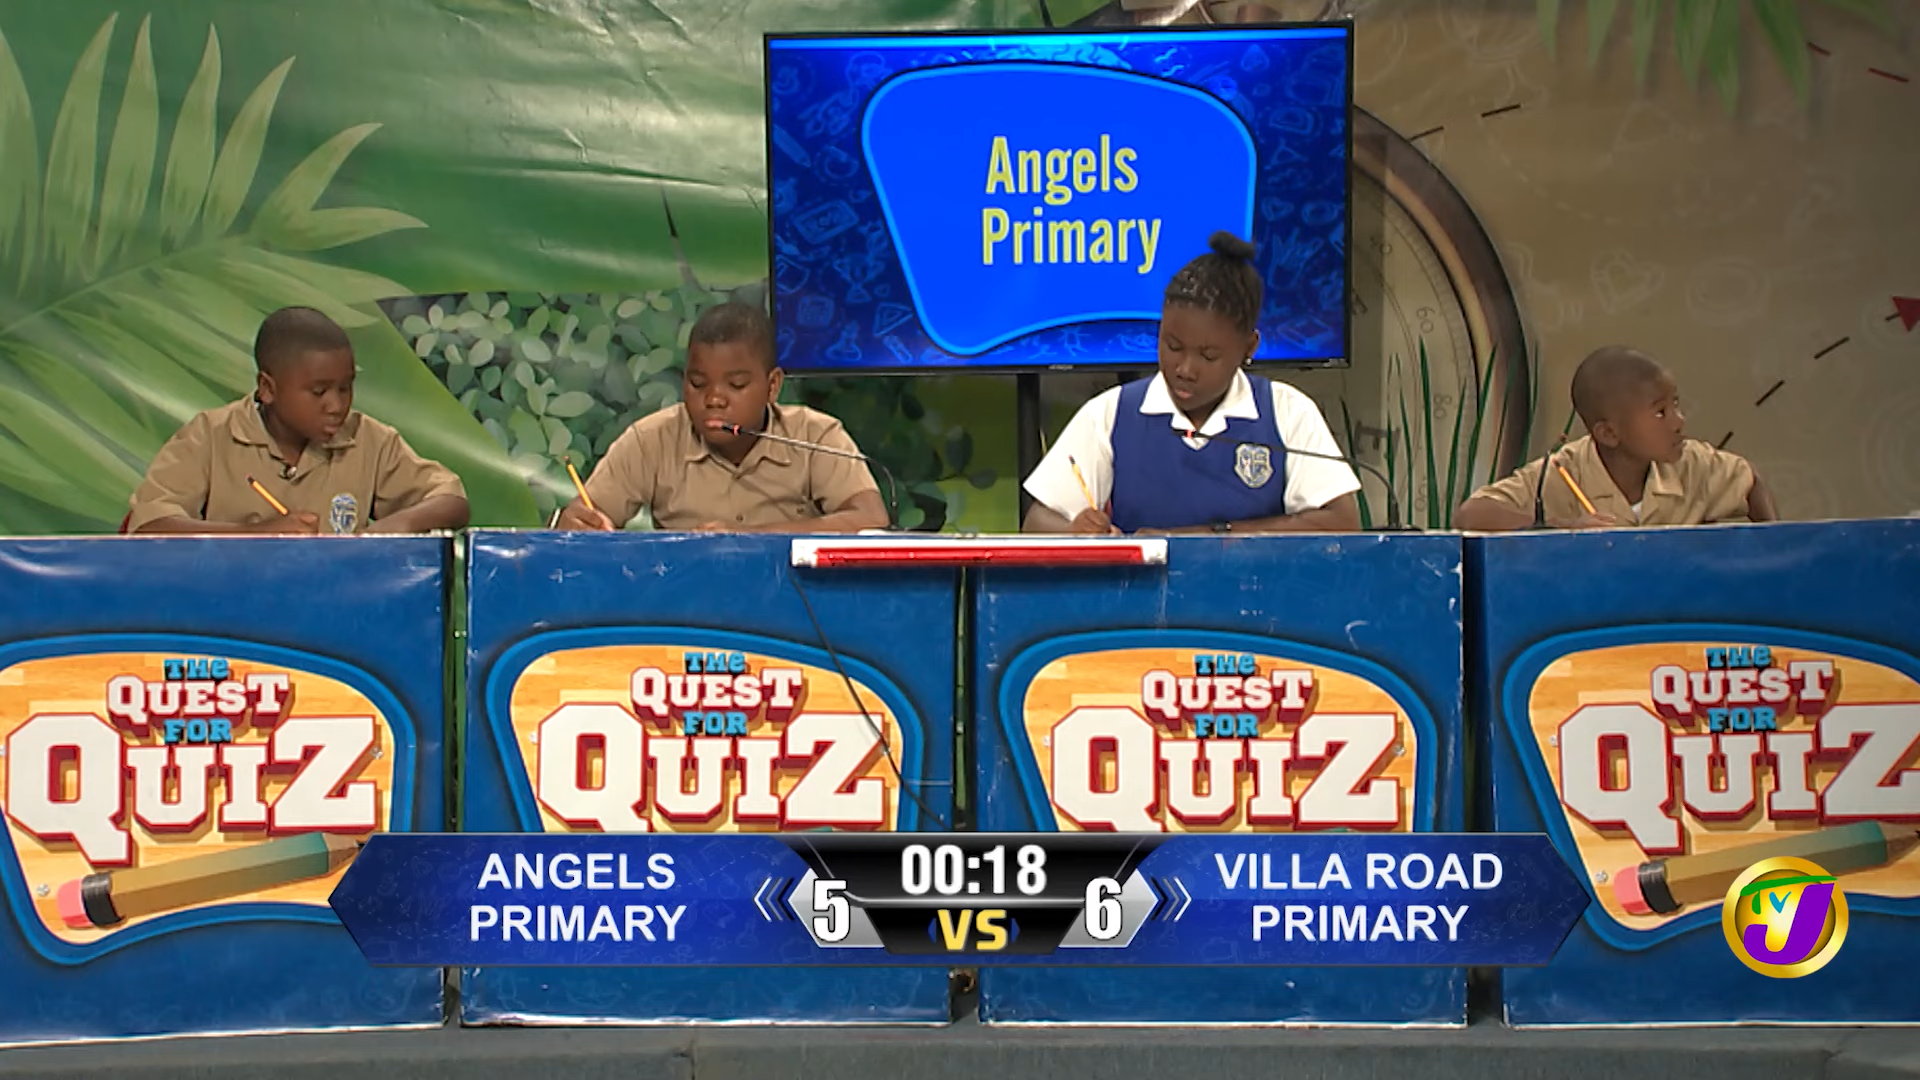 Angels
Primary
THE
QUEST
FOR
QUIZ
THE
QUEST
FOR
QUIZ
THE
QUEST
FOR
QUIZ
THE
QUEST
FOR
QUIZ
ANGELS
PRIMARY
5
00:18
VS
6
VILLA ROAD
PRIMARY
TVJ